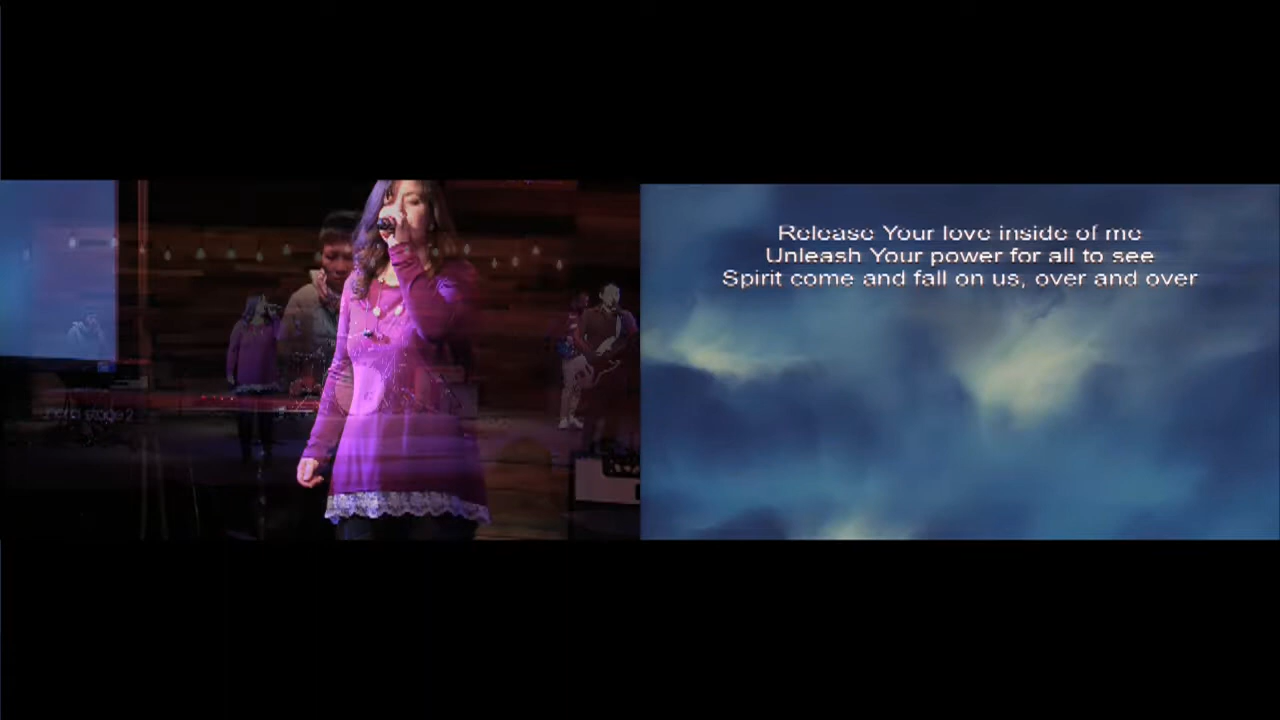 Release Your love inside of me
Unleash Your power for all to see
Spirit come and fall on us, over and over